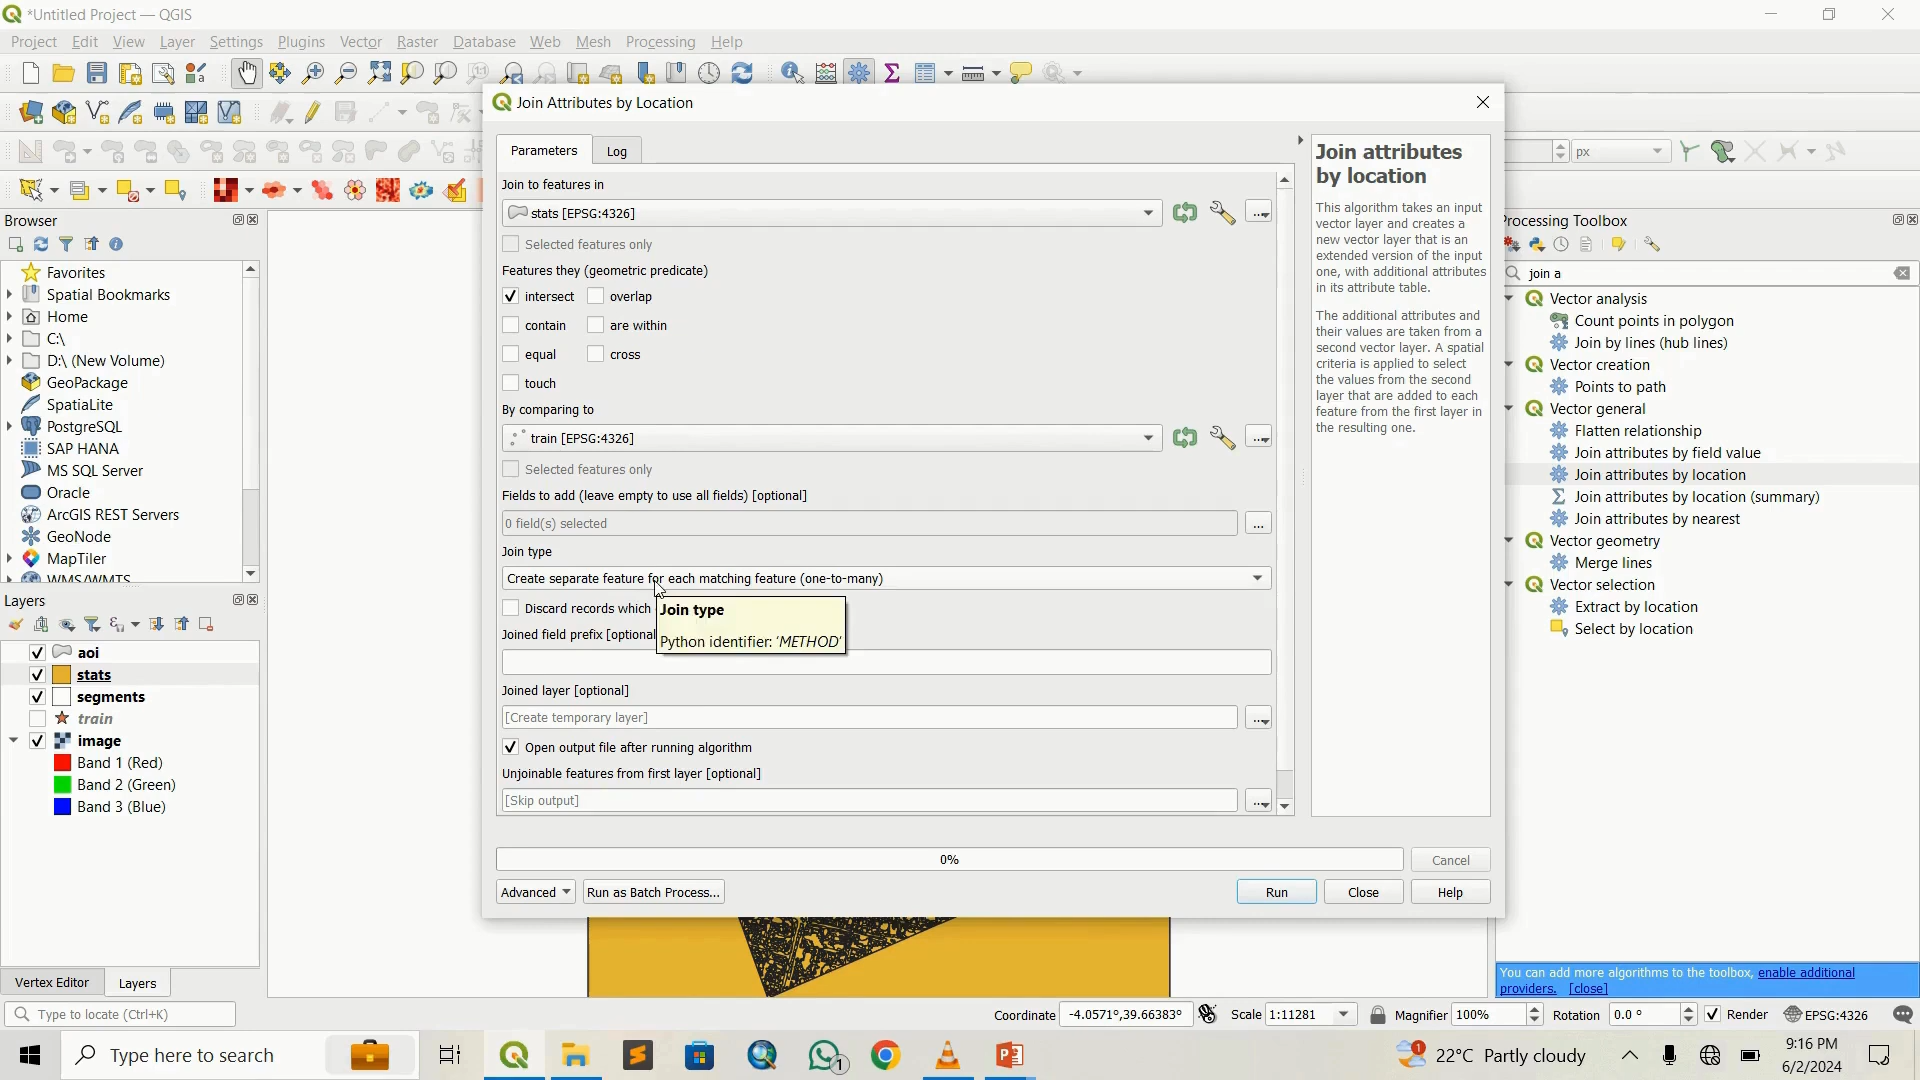 *Untitled Project — QGIS
Project Edit View Layer Settings Plugins Vector Raster Database Web Mesh Processing Help
px
Browser
Favorites
Spatial Bookmarks
Home
C:\
D:\ (New Volume)
GeoPackage
SpatiaLite
PostgreSQL
SAP HANA
MS SQL Server
Oracle
ArcGIS REST Servers
GeoNode
MapTiler
WMS/WMTS
Layers
aoi
stats
segments
train
image
Band 1 (Red)
Band 2 (Green)
Band 3 (Blue)
Vertex Editor
Layers
Join Attributes by Location
Parameters
Log
Join to features in
stats [EPSG:4326]
Selected features only
Features they (geometric predicate)
intersect overlap
contain are within
equal cross
touch
By comparing to
train [EPSG:4326]
Selected features only
Fields to add (leave empty to use all fields) [optional]
0 field(s) selected
Join type
Create separate feature for each matching feature (one-to-many)
Discard records which
Join type
Python identifier: ‘METHOD’
Joined field prefix [optional
Joined layer [optional]
[Create temporary layer]
Open output file after running algorithm
Unjoinable features from first layer [optional]
[Skip output]
0%
Cancel
Advanced
Run as Batch Process...
Run
Close
Help
Join attributes
by location
This algorithm takes an input
vector layer and creates a
new vector layer that is an
extended version of the input
one, with additional attributes
in its attribute table.
The additional attributes and
their values are taken from a
second vector layer. A spatial
criteria is applied to select
the values from the second
layer that are added to each
feature from the first layer in
the resulting one.
Processing Toolbox
join a
Vector analysis
Count points in polygon
Join by lines (hub lines)
Vector creation
Points to path
Vector general
Flatten relationship
Join attributes by field value
Join attributes by location
Join attributes by location (summary)
Join attributes by nearest
Vector geometry
Merge lines
Vector selection
Extract by location
Select by location
You can add more algorithms to the toolbox, enable additional
providers. [close]
Type to locate (Ctrl+K)
Coordinate -4.0571°,39.66383°
Scale 1:11281
Magnifier 100%
Rotation 0.0 °
Render
EPSG:4326
Type here to search
1
1
22°C Partly cloudy
9:16 PM
6/2/2024